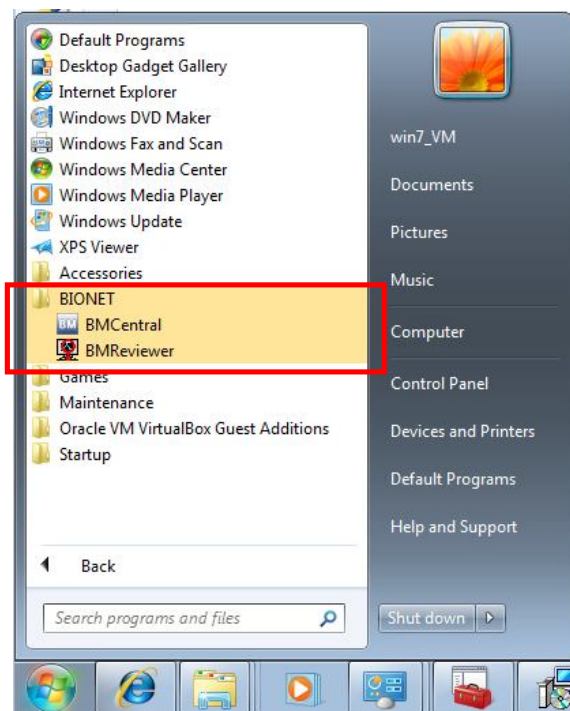 Default Programs
Desktop Gadget Gallery
Internet Explorer
Windows DVD Maker
Windows Fax and Scan
Windows Media Center
Windows Media Player
Windows Update
XPS Viewer
Accessories
BIONET
BM BMCentral
BMReviewer
Games
Maintenance
Oracle VM VirtualBox Guest Additions
Startup
Back
Search programs and files
win7_VM
Documents
Pictures
Music
Computer
Control Panel
Devices and Printers
Default Programs
Help and Support
Shut down